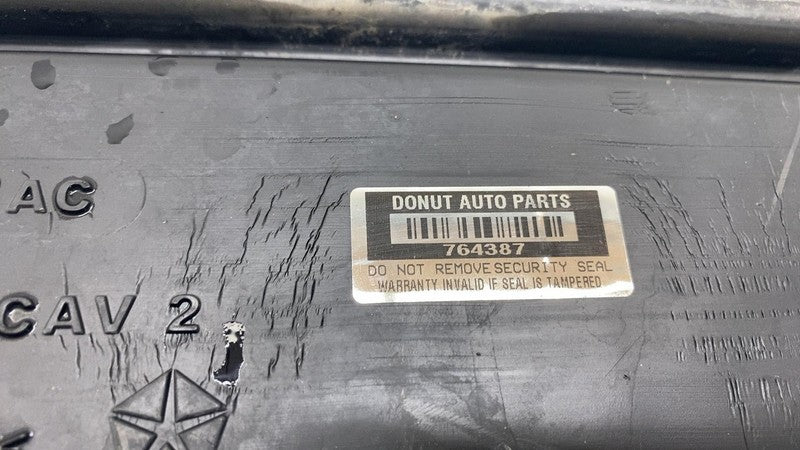 DONUT AUTO PARTS
764387
DO NOT REMOVE SECURITY SEAL
WARRANTY INVALID IF SEAL IS TAMPERED
AC
CAV 2